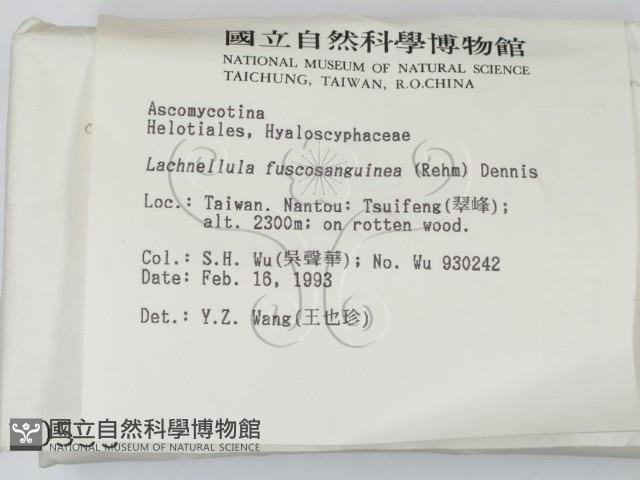 國立自然科學博物館
NATIONAL MUSEUM OF NATURAL SCIENCE
TAICHUNG, TAIWAN, R.O.CHINA
Ascomycotina
Helotiales, Hyaloscyphaceae
Lachnellula fuscosanguinea (Rehm) Dennis
Loc.: Taiwan. Nantou: Tsuifeng(翠峰);
alt. 2300m; on rotten wood.
Col.: S.H. Wu(吳聲華); No. Wu 930242
Date: Feb. 16, 1993
Det.: Y.Z. Wang(王也珍)
國立自然科學博物館
NATIONAL MUSEUM OF NATURAL SCIENCE